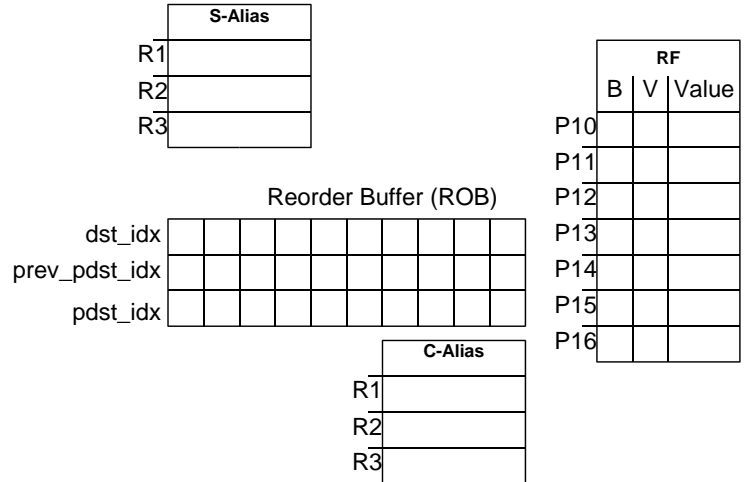 S-Alias
R1
R2
R3
RF
B V Value
P10
P11
P12
P13
P14
P15
P16
Reorder Buffer (ROB)
dst_idx
prev_pdst_idx
pdst_idx
C-Alias
R1
R2
R3